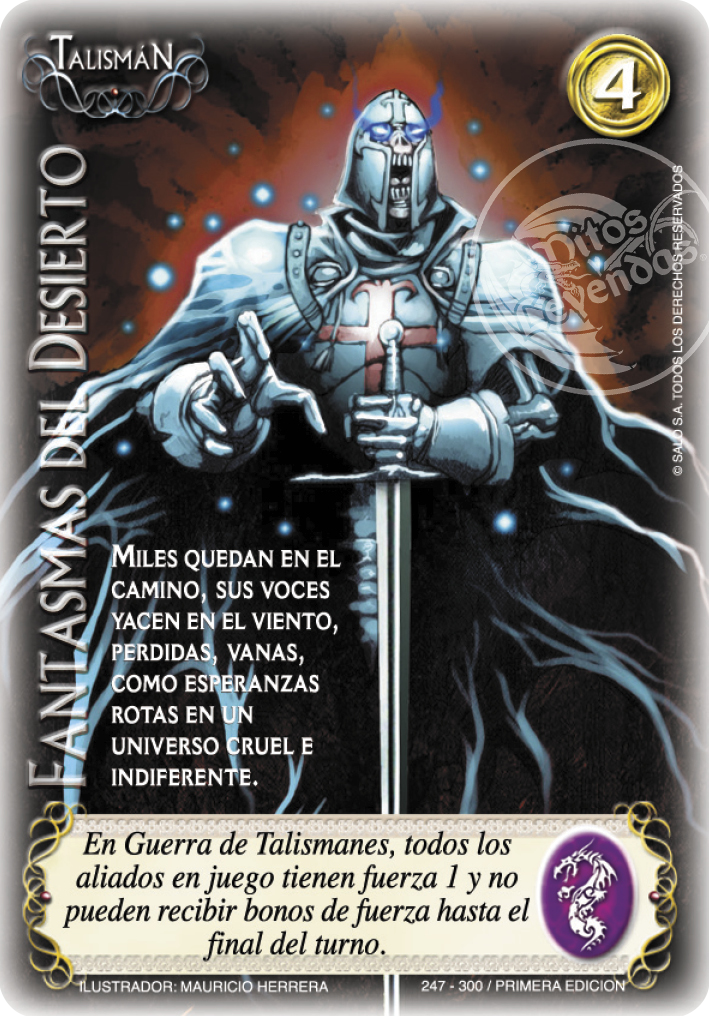 TALISMÁN
4
FANTASMAS DEL DESIERTO
Mitos
Leyendas
© SALO S.A. TODOS LOS DERECHOS RESERVADOS
MILES QUEDAN EN EL
CAMINO, SUS VOCES
YACEN EN EL VIENTO,
PERDIDAS, VANAS,
COMO ESPERANZAS
ROTAS EN UN
UNIVERSO CRUEL E
INDIFERENTE.
En Guerra de Talismanes, todos los
aliados en juego tienen fuerza 1 y no
pueden recibir bonos de fuerza hasta el
final del turno.
ILUSTRADOR: MAURICIO HERRERA
247 - 300 / PRIMERA EDICION